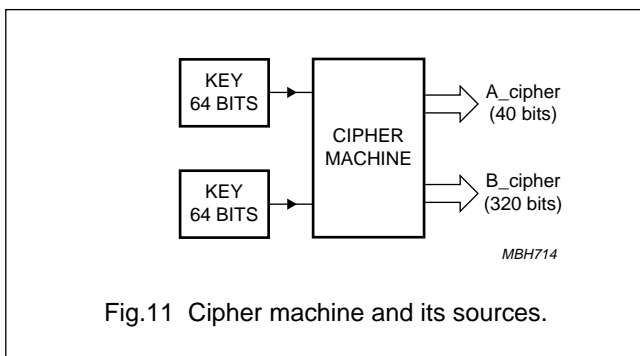 KEY
64 BITS
KEY
64 BITS
CIPHER
MACHINE
A_cipher
(40 bits)
B_cipher
(320 bits)
MBH714
Fig.11 Cipher machine and its sources.